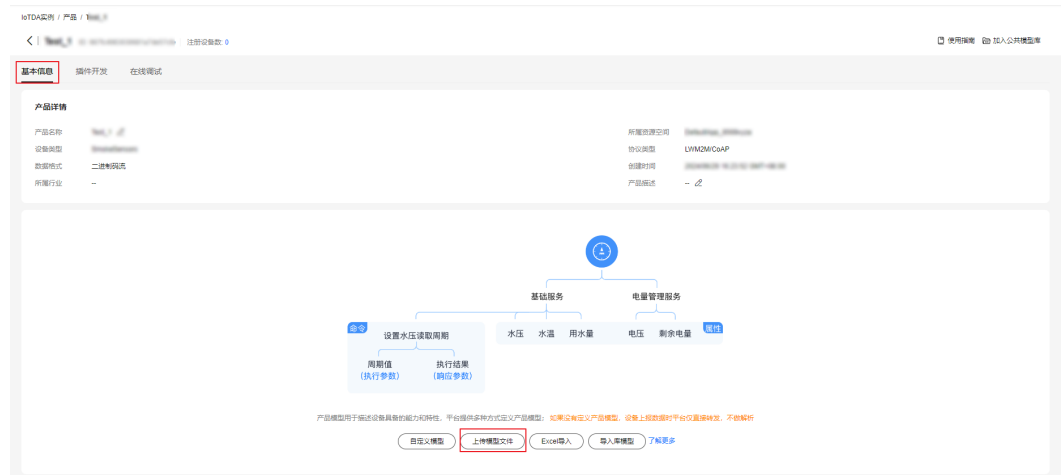 IoTDA实例 / 产品 /
注册设备数 0
使用指南 加入公共模型库
基本信息 插件开发 在线调试
产品详情
产品名称 所属资源空间
设备类型 协议类型 LWM2M/CoAP
数据格式 二进制码流 创建时间
所属行业 -- 产品描述 --
基础服务 电量管理服务
命令 设置水压读取周期 水压 水温 用水量 电压 剩余电量 属性
周期值 执行结果
(执行参数) (响应参数)
产品模型用于描述设备具备的能力和特性，平台提供多种方式定义产品模型; 如果没有定义产品模型，设备上报数据时平台仅直接转发，不做解析
自定义模型 上传模型文件 Excel导入 导入库模型 了解更多